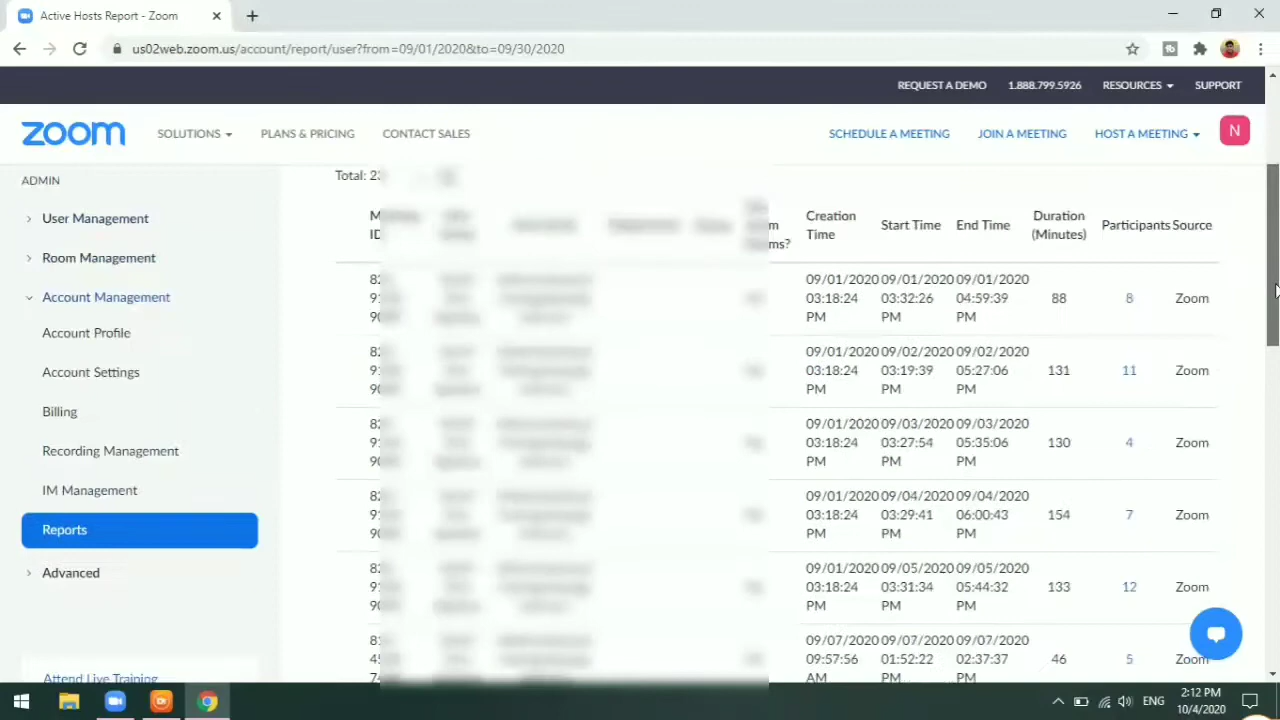 Active Hosts Report - Zoom
us02web.zoom.us/account/report/user?from=09/01/2020&to=09/30/2020
REQUEST A DEMO 1.888.799.5926 RESOURCES SUPPORT
zoom SOLUTIONS PLANS & PRICING CONTACT SALES SCHEDULE A MEETING JOIN A MEETING HOST A MEETING N
ADMIN
User Management
Room Management
Account Management
Account Profile
Account Settings
Billing
Recording Management
IM Management
Reports
Advanced
Attend Live Training
Total:
Creation Time Start Time End Time Duration (Minutes) Participants Source
09/01/2020 09/01/2020 09/01/2020
03:18:24 03:32:26 04:59:39 88 8 Zoom
PM PM PM
09/01/2020 09/02/2020 09/02/2020
03:18:24 03:19:39 05:27:06 131 11 Zoom
PM PM PM
09/01/2020 09/03/2020 09/03/2020
03:18:24 03:27:54 05:35:06 130 4 Zoom
PM PM PM
09/01/2020 09/04/2020 09/04/2020
03:18:24 03:29:41 06:00:43 154 7 Zoom
PM PM PM
09/01/2020 09/05/2020 09/05/2020
03:18:24 03:31:34 05:44:32 133 12 Zoom
PM PM PM
09/07/2020 09/07/2020 09/07/2020
09:57:56 01:52:22 02:37:37 46 5 Zoom
AM PM PM
ENG
2:12 PM
10/4/2020